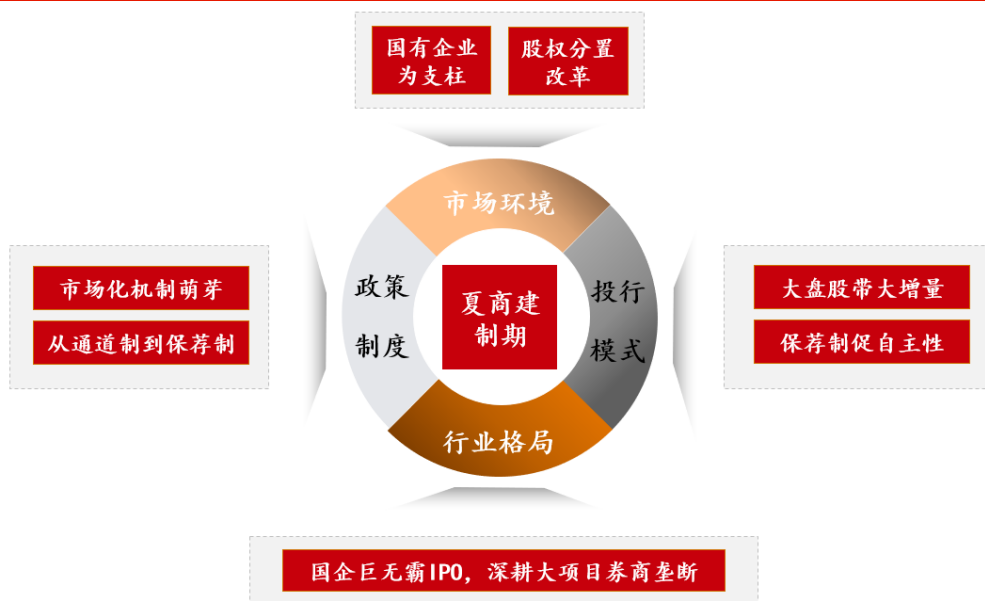 国有企业
为支柱
股权分置
改革
市场环境
政策
制度
夏商建
制期
投行
模式
行业格局
市场化机制萌芽
从通道制到保荐制
大盘股带大增量
保荐制促自主性
国企巨无霸IPO，深耕大项目券商垄断